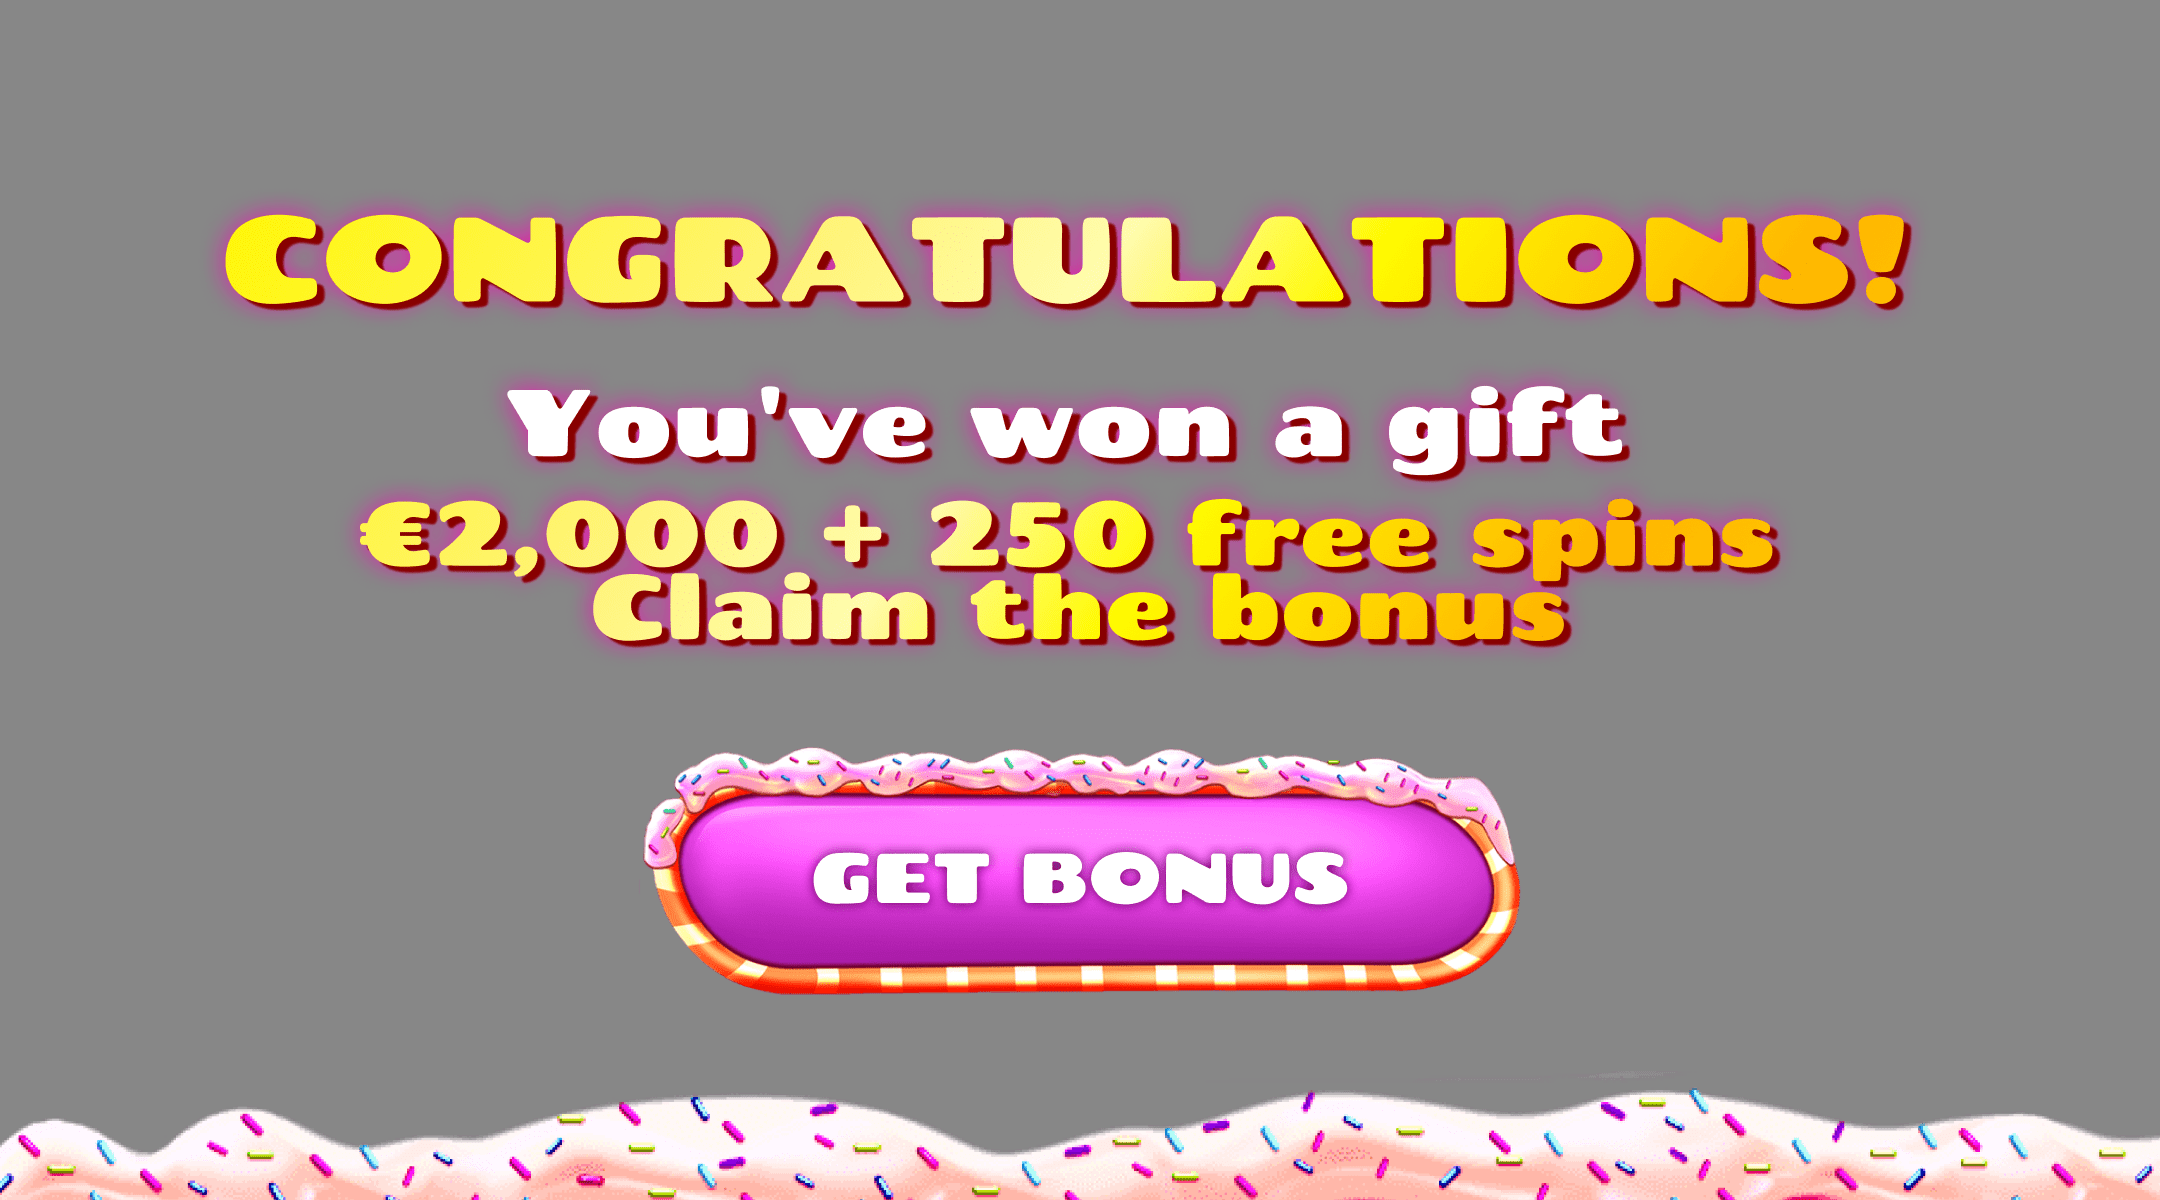 CONGRATULATIONS!
You've won a gift
€2,000 + 250 free spins
Claim the bonus
GET BONUS